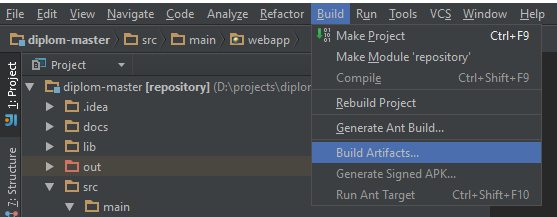 File Edit View Navigate Code Analyze Refactor Build Run Tools VCS Window Help
diplom-master src main webapp
Make Project Ctrl+F9
Make Module 'repository'
Compile Ctrl+Shift+F9
Rebuild Project
Generate Ant Build...
Build Artifacts...
Generate Signed APK...
Run Ant Target Ctrl+Shift+F10
1: Project
7: Structure
Project
diplom-master [repository] (D:\projects\diplo
.idea
docs
lib
out
src
main